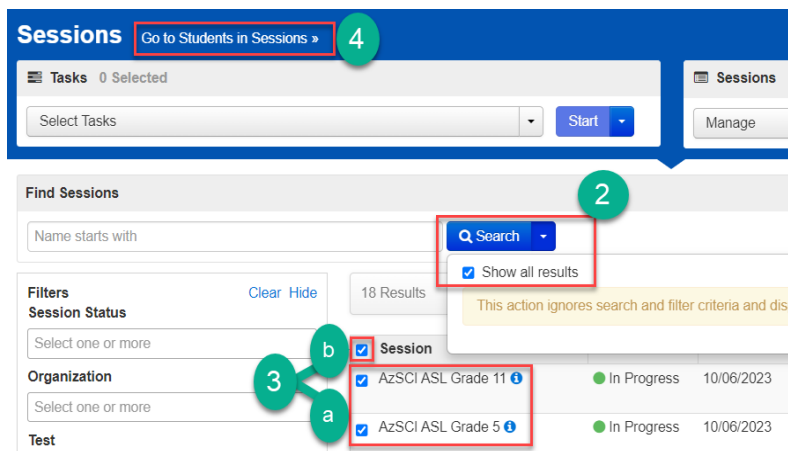 Sessions Go to Students in Sessions » 4
Tasks 0 Selected
Sessions
Select Tasks
Start
Manage
Find Sessions
2
Name starts with
Search
Show all results
Filters Clear Hide
18 Results
This action ignores search and filter criteria and dis
Session Status
Select one or more
b
Session
Organization
3
AzSCI ASL Grade 11 In Progress 10/06/2023
Select one or more
a
AzSCI ASL Grade 5 In Progress 10/06/2023
Test